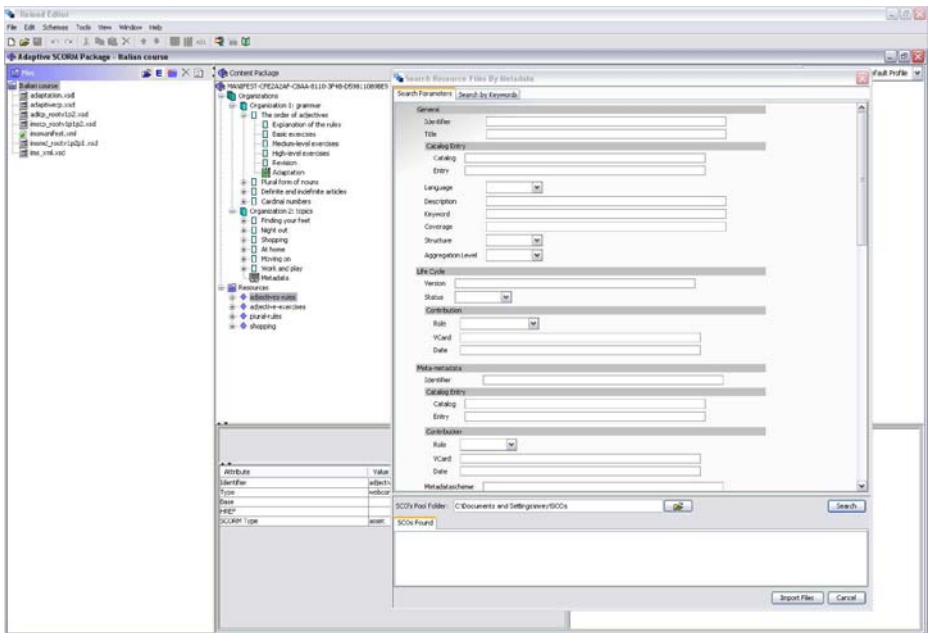 Reload Editor
File Edit Schemes Tools View Window Help
Adaptive SCORM Package - Italian course
Files
Italian course
adaptation.xsd
adaptivecp.xsd
adlcp_rootv1p2.xsd
imscp_rootv1p1p2.xsd
imsmanifest.xml
imsmd_rootv1p2p1.xsd
ims_xml.xsd
Content Package
Organizations
Organization 1: grammar
The order of adjectives
Explanation of the rules
Basic exercises
Medium-level exercises
High-level exercises
Revision
Adaptation
Plural form of nouns
Definite and indefinite articles
Cardinal numbers
Organization 2: topics
Finding your feet
Night out
Shopping
At home
Moving on
Work and play
Metadata
Resources
adjectives-rules
adjective-exercises
plural-rules
shopping
Attribute Value
Identifier
Type
Base
HREF
SCORM Type asset
Search Resource Files By Metadata
Search Parameters Search by Keywords
General
Identifier
Title
Catalog Entry
Catalog
Entry
Language
Description
Keyword
Coverage
Structure
Aggregation Level
Life Cycle
Version
Status
Contribution
Role
VCard
Date
Meta-metadata
Identifier
Catalog Entry
Catalog
Entry
Contribution
Role
VCard
Date
Metadatascheme
SCO's Pool Folder:
Search
SCOs Found
Import Files Cancel
Profile